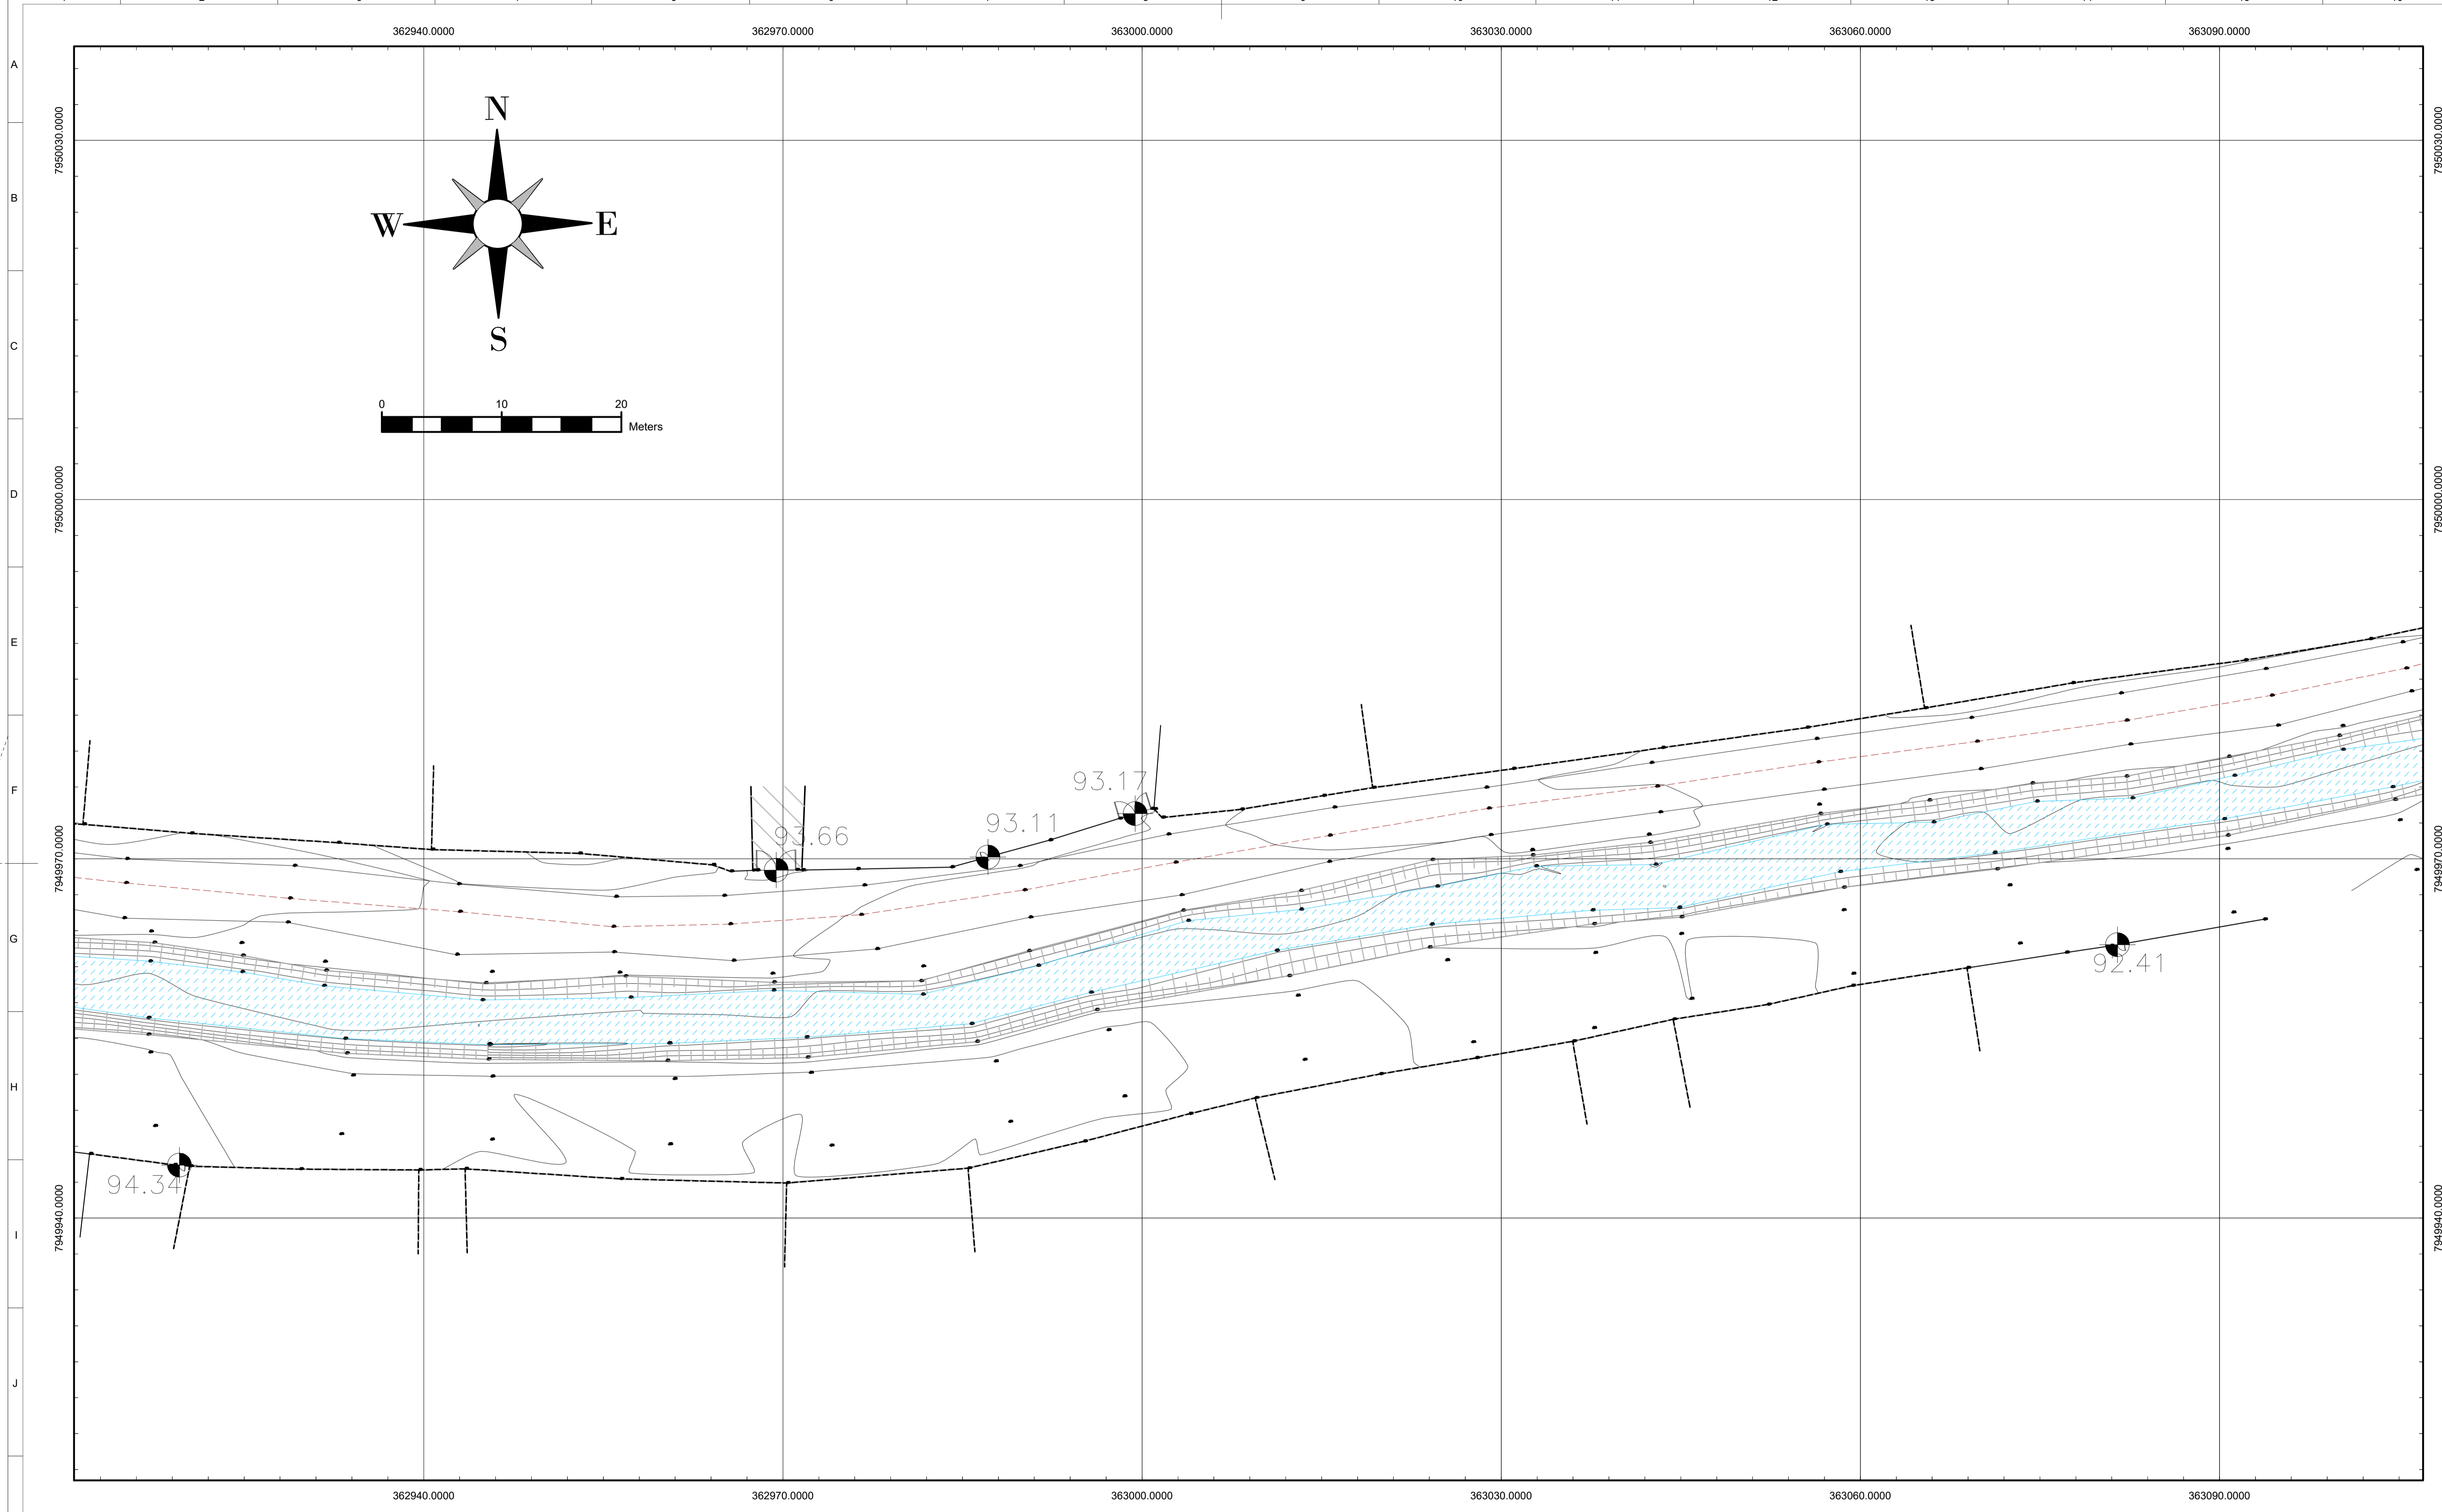 362940.0000 362970.0000 363000.0000 363030.0000 363060.0000 363090.0000
A
7950030.0000 7950030.0000
N
B
W E
S
C
0 10 20
Meters
D
7950000.0000 7950000.0000
E
F
93.17
93.11
93.66
7949970.0000 7949970.0000
G
92.41
H
94.34
7949940.0000 7949940.0000
I
J
362940.0000 362970.0000 363000.0000 363030.0000 363060.0000 363090.0000